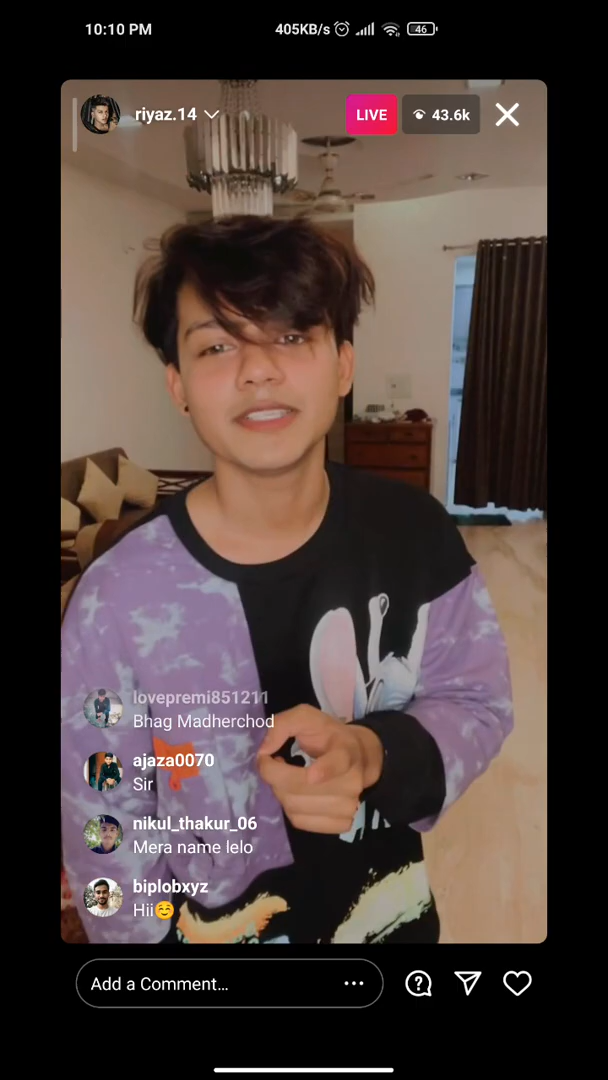 10:10 PM
405KB/s
46
riyaz.14
LIVE
43.6k
lovepremi851211
Bhag Madherchod
ajaza0070
Sir
nikul_thakur_06
Mera name lelo
biplobxyz
Hii☺️
Add a Comment...